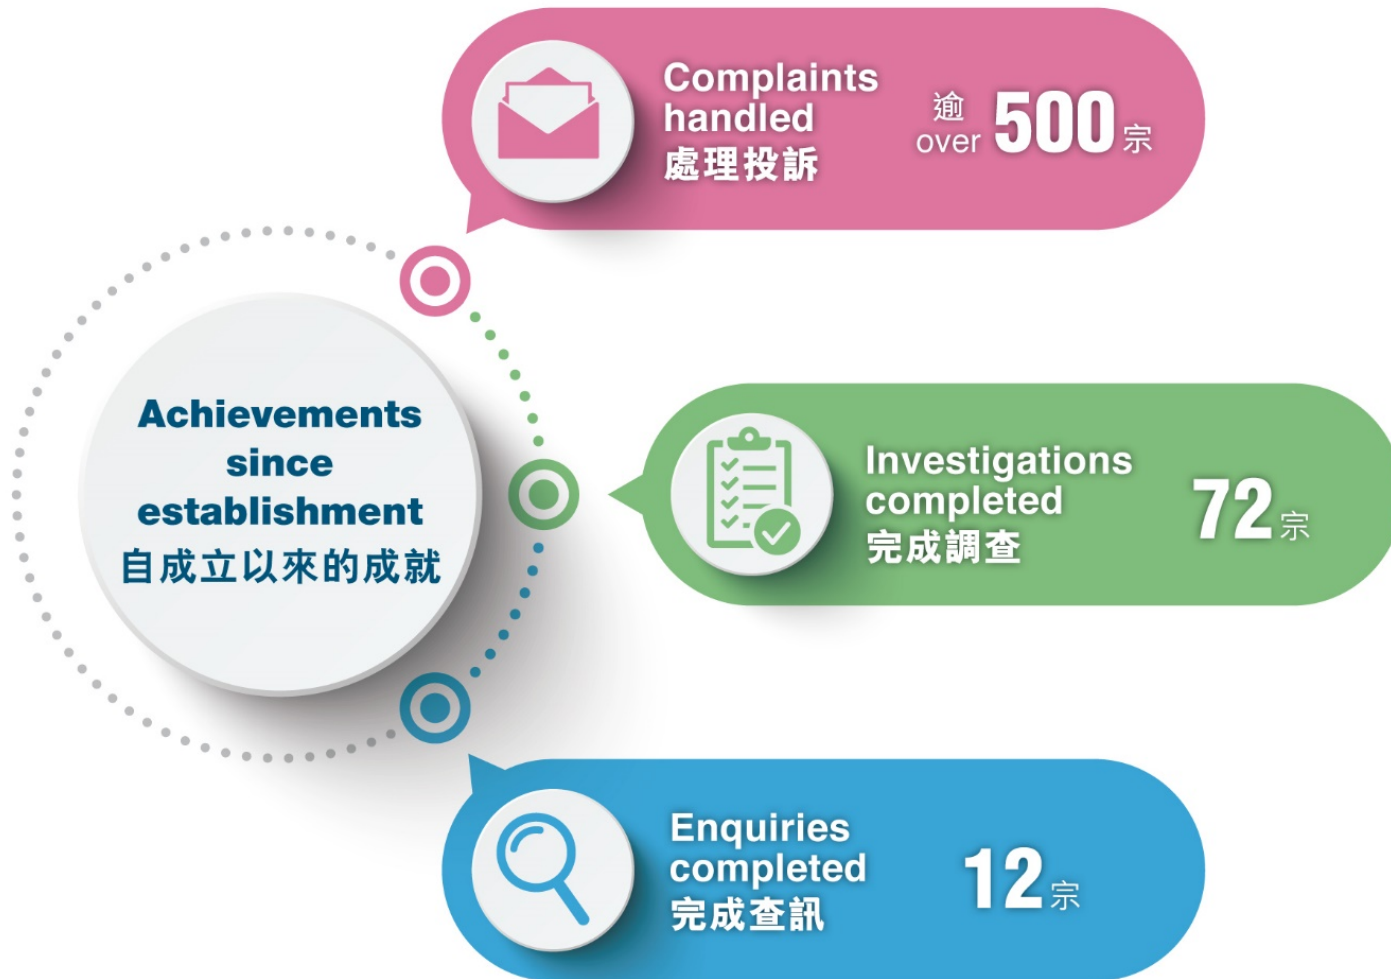 Complaints
handled
處理投訴
逾
over 500 宗
Achievements
since
establishment
自成立以來的成就
Investigations
completed
完成調查
72 宗
Enquiries
completed
完成查訊
12 宗